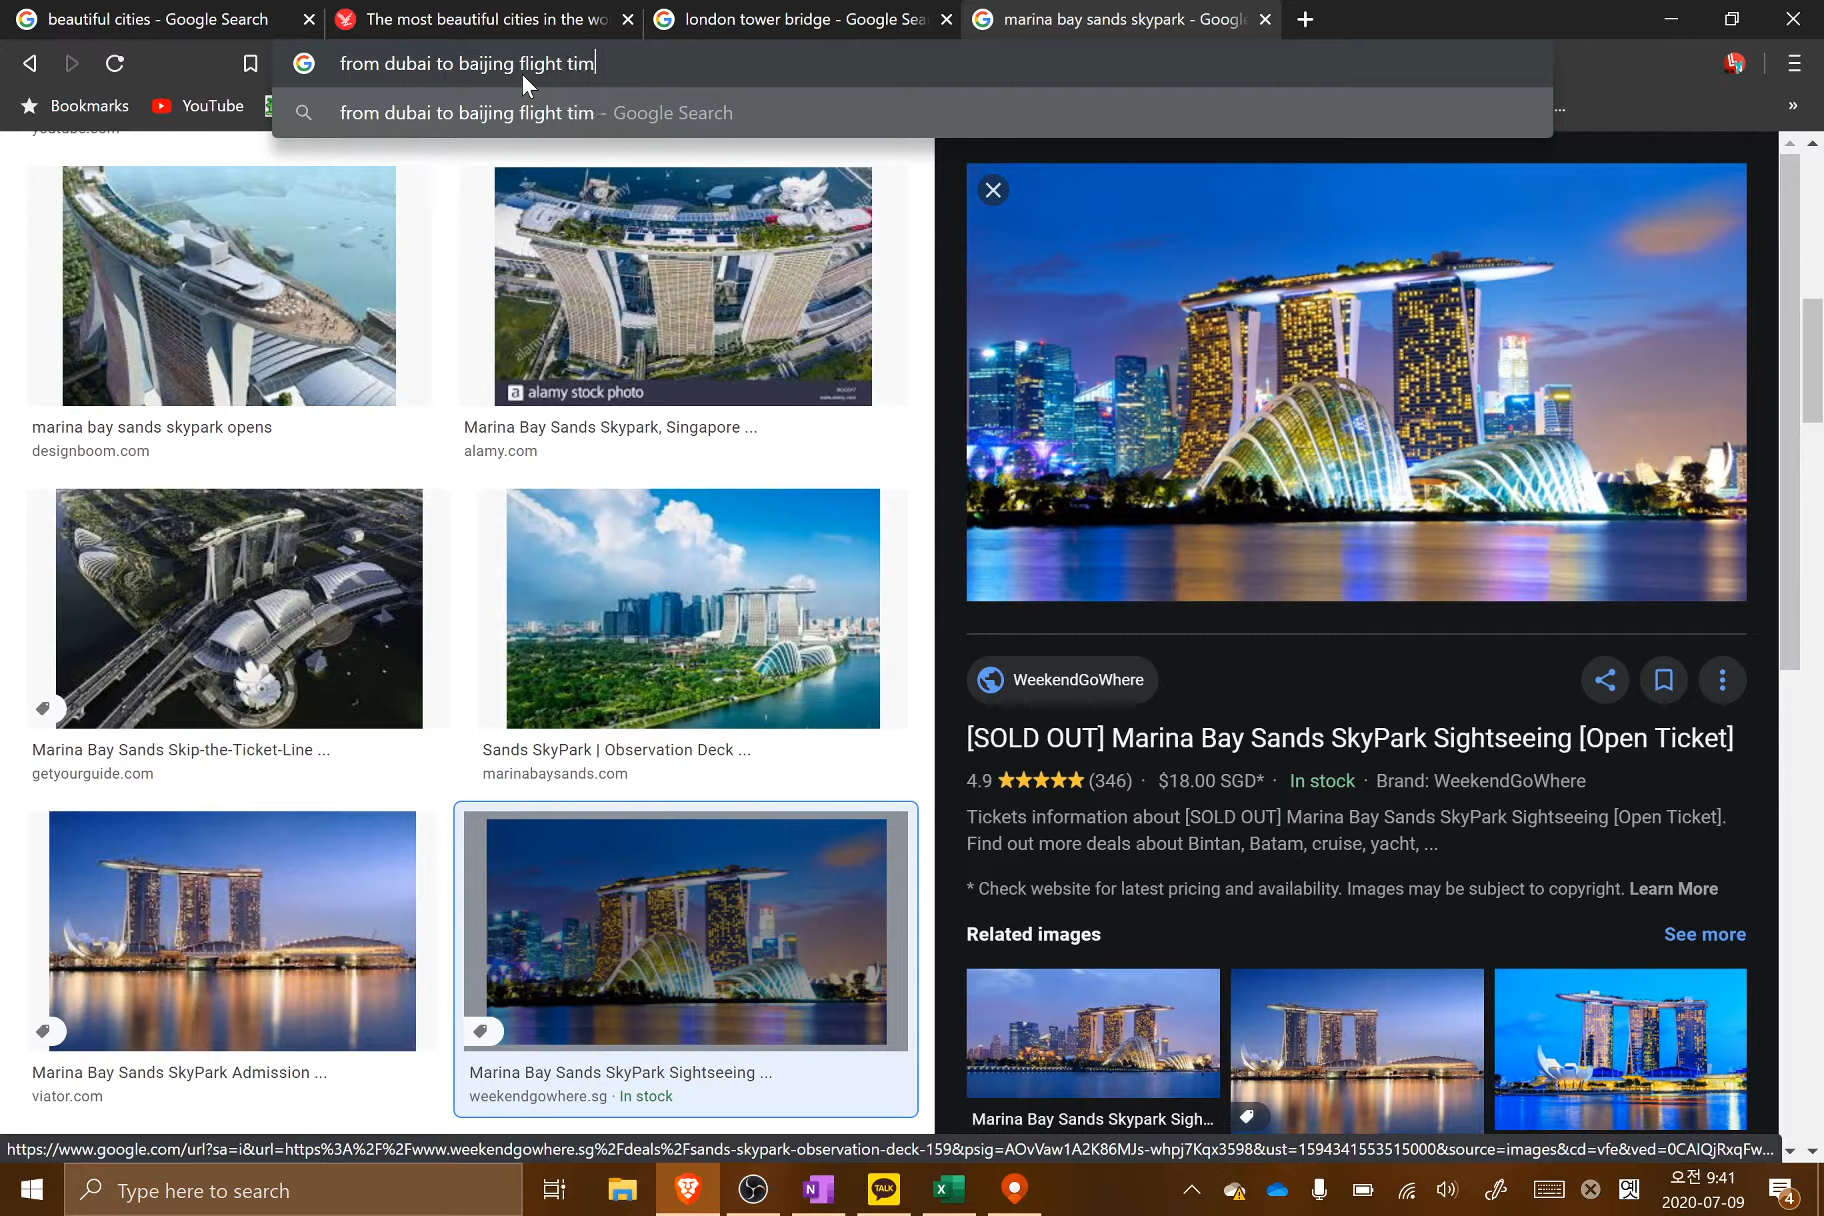 beautiful cities - Google Search
The most beautiful cities in the wo
london tower bridge - Google Sea
marina bay sands skypark - Googl
from dubai to baijing flight tim
from dubai to baijing flight tim - Google Search
Bookmarks
YouTube
...
»
alamy stock photo
marina bay sands skypark opens
designboom.com
Marina Bay Sands Skypark, Singapore ...
alamy.com
Marina Bay Sands Skip-the-Ticket-Line ...
getyourguide.com
Sands SkyPark | Observation Deck ...
marinabaysands.com
Marina Bay Sands SkyPark Admission ...
viator.com
Marina Bay Sands SkyPark Sightseeing ...
weekendgowhere.sg · In stock
WeekendGoWhere
[SOLD OUT] Marina Bay Sands SkyPark Sightseeing [Open Ticket]
4.9 ★★★★★ (346) · $18.00 SGD* · In stock · Brand: WeekendGoWhere
Tickets information about [SOLD OUT] Marina Bay Sands SkyPark Sightseeing [Open Ticket].
Find out more deals about Bintan, Batam, cruise, yacht, ...
* Check website for latest pricing and availability. Images may be subject to copyright. Learn More
Related images
See more
Marina Bay Sands Skypark Sigh...
https://www.google.com/url?sa=i&url=https%3A%2F%2Fwww.weekendgowhere.sg%2Fdeals%2Fsands-skypark-observation-deck-159&psig=AOvVaw1A2K86MJs-whpj7Kqx3598&ust=1594341553515000&source=images&cd=vfe&ved=0CAIQjRxqFw...
Type here to search
N
TALK
오전 9:41
2020-07-09
4